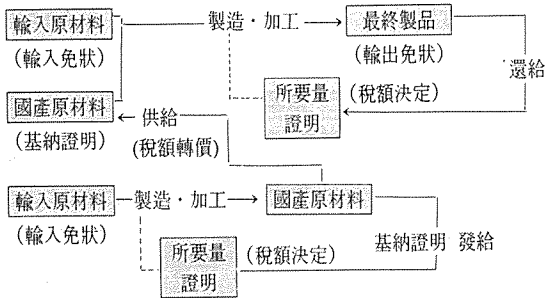 輸入原材料 製造·加工 最終製品
(輸入免狀) (輸出免狀)
還給
國產原材料 供給 所要量 (稅額決定)
證明
(基納證明) (稅額轉價)
輸入原材料 製造·加工 國產原材料
(輸入免狀)
基納證明 發給
所要量 (稅額決定)
證明